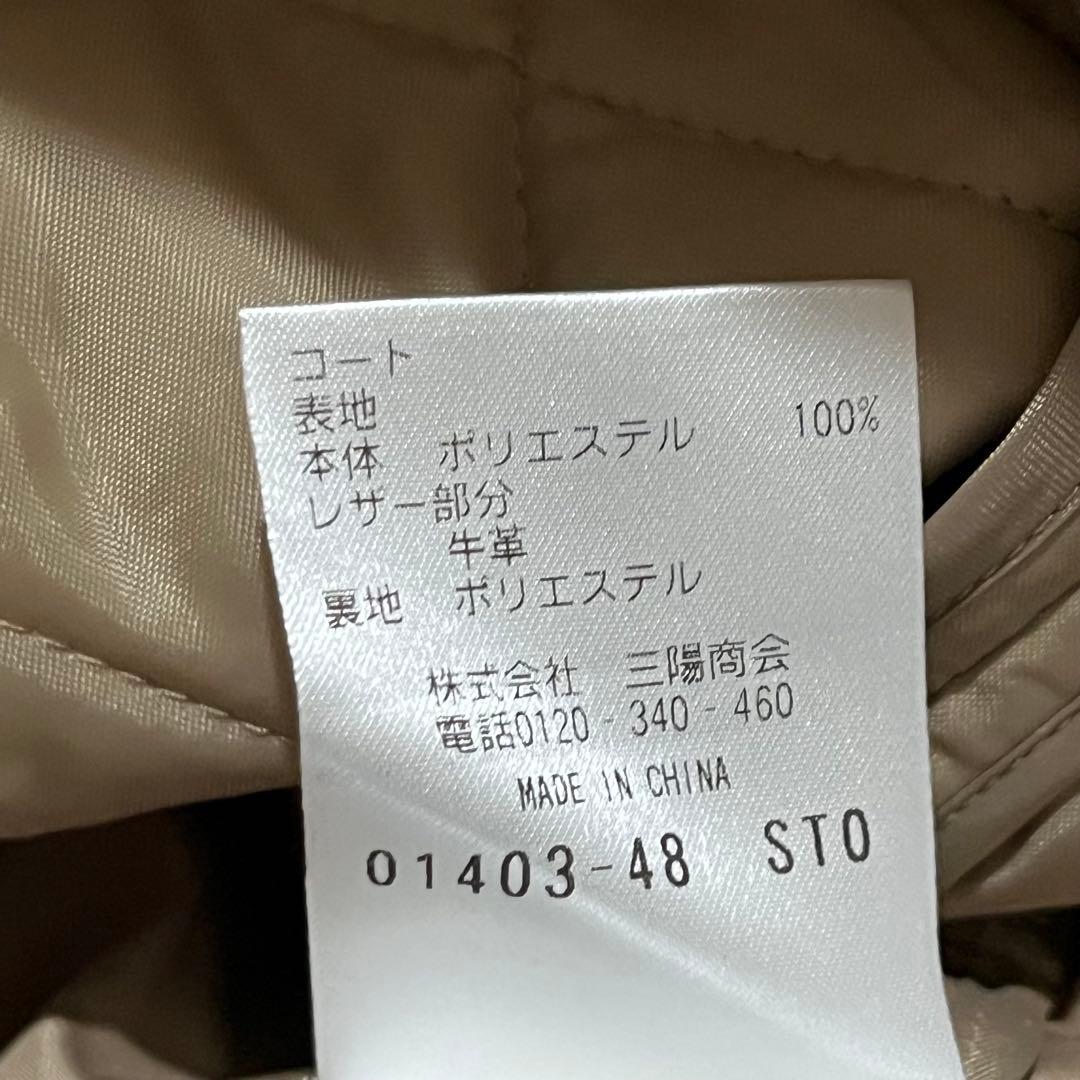 コート
表地
本体 ポリエステル 100%
レザー部分
牛革
裏地 ポリエステル
株式会社 三陽商会
電話0120-340-460
MADE IN CHINA
01403-48 STO